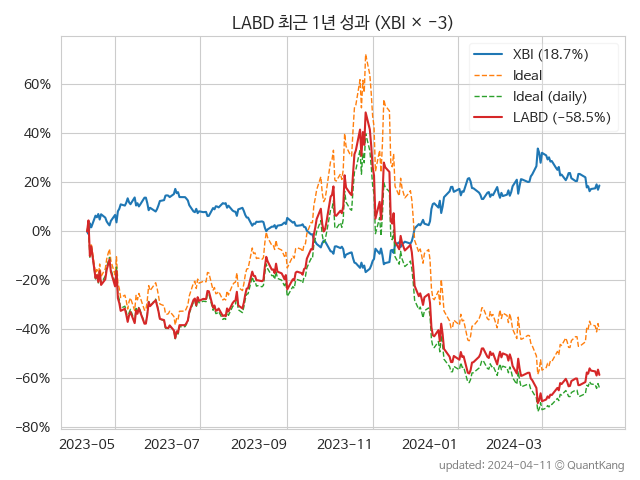 LABD 최근 1년 성과 (XBI × −3)
XBI (18.7%)
Ideal
Ideal (daily)
LABD (−58.5%)
60%
40%
20%
0%
−20%
−40%
−60%
−80%
2023-05 2023-07 2023-09 2023-11 2024-01 2024-03
updated: 2024-04-11 © QuantKang